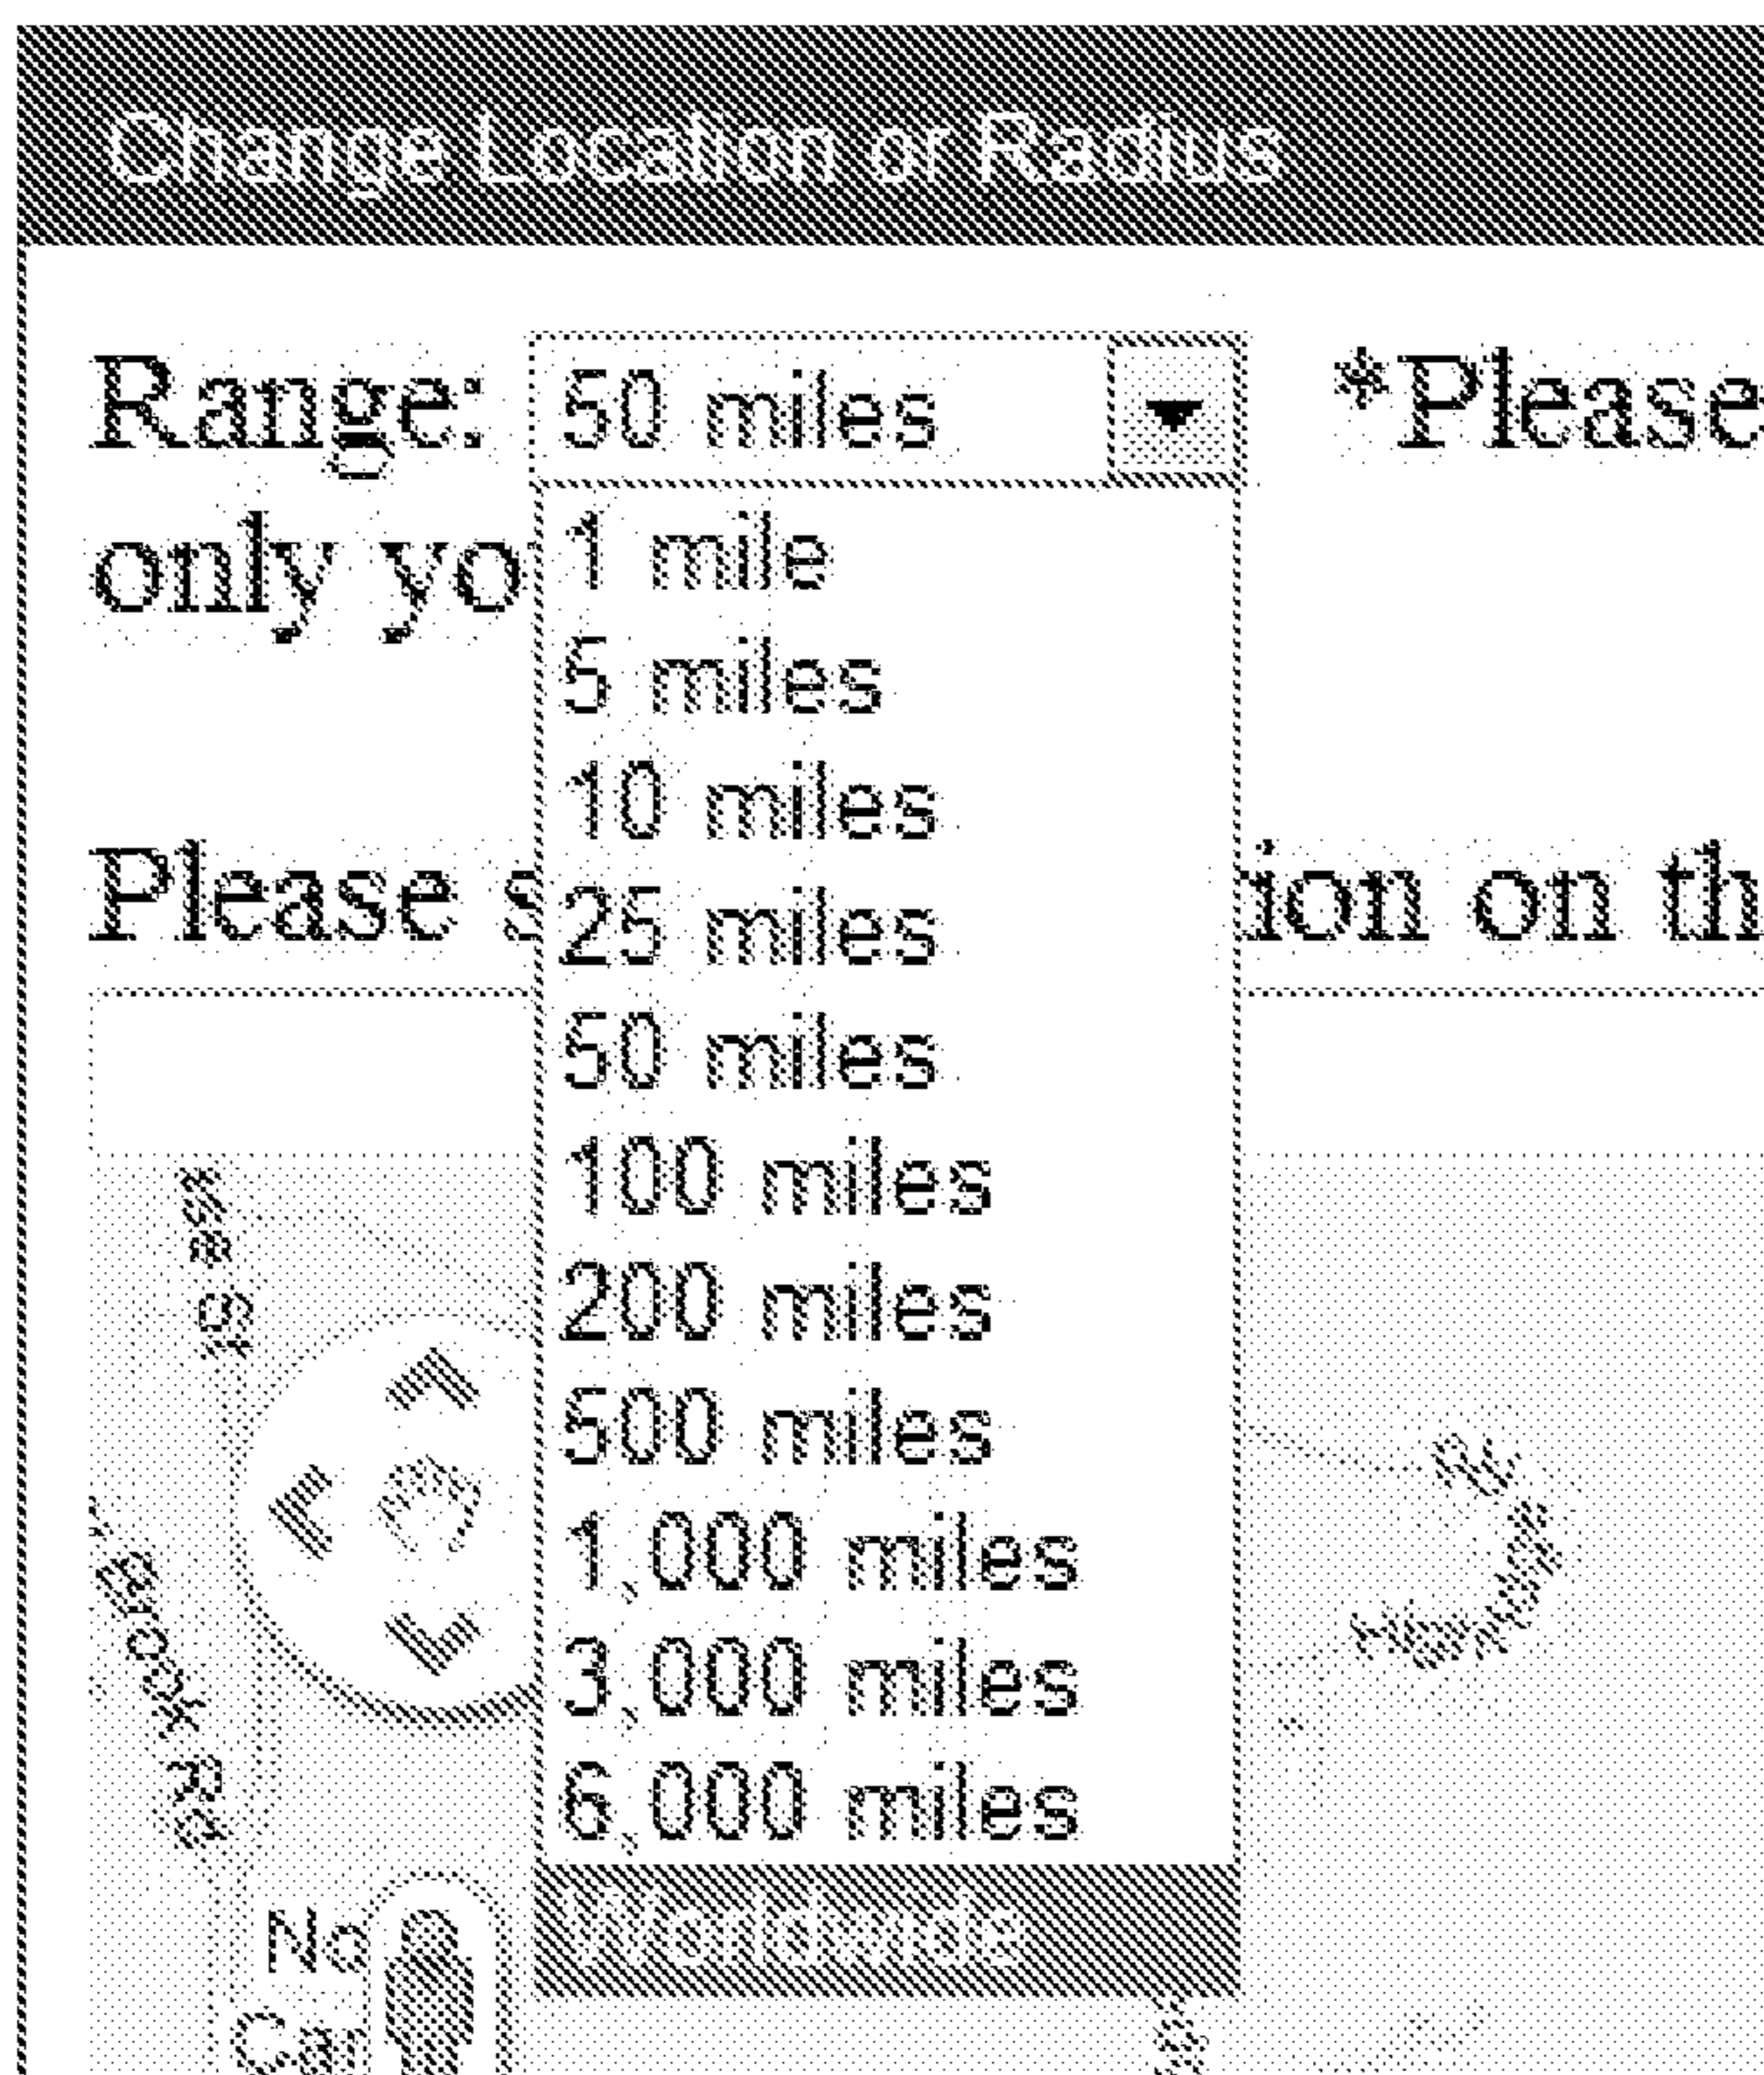 Change Location or Radius
Range: 50 miles *Please
only yo
1 mile
5 miles
10 miles
Please s
ion on th
25 miles
50 miles
100 miles
200 miles
500 miles
1,000 miles
3,000 miles
6,000 miles
Worldwide
Brook Rd
No
Car